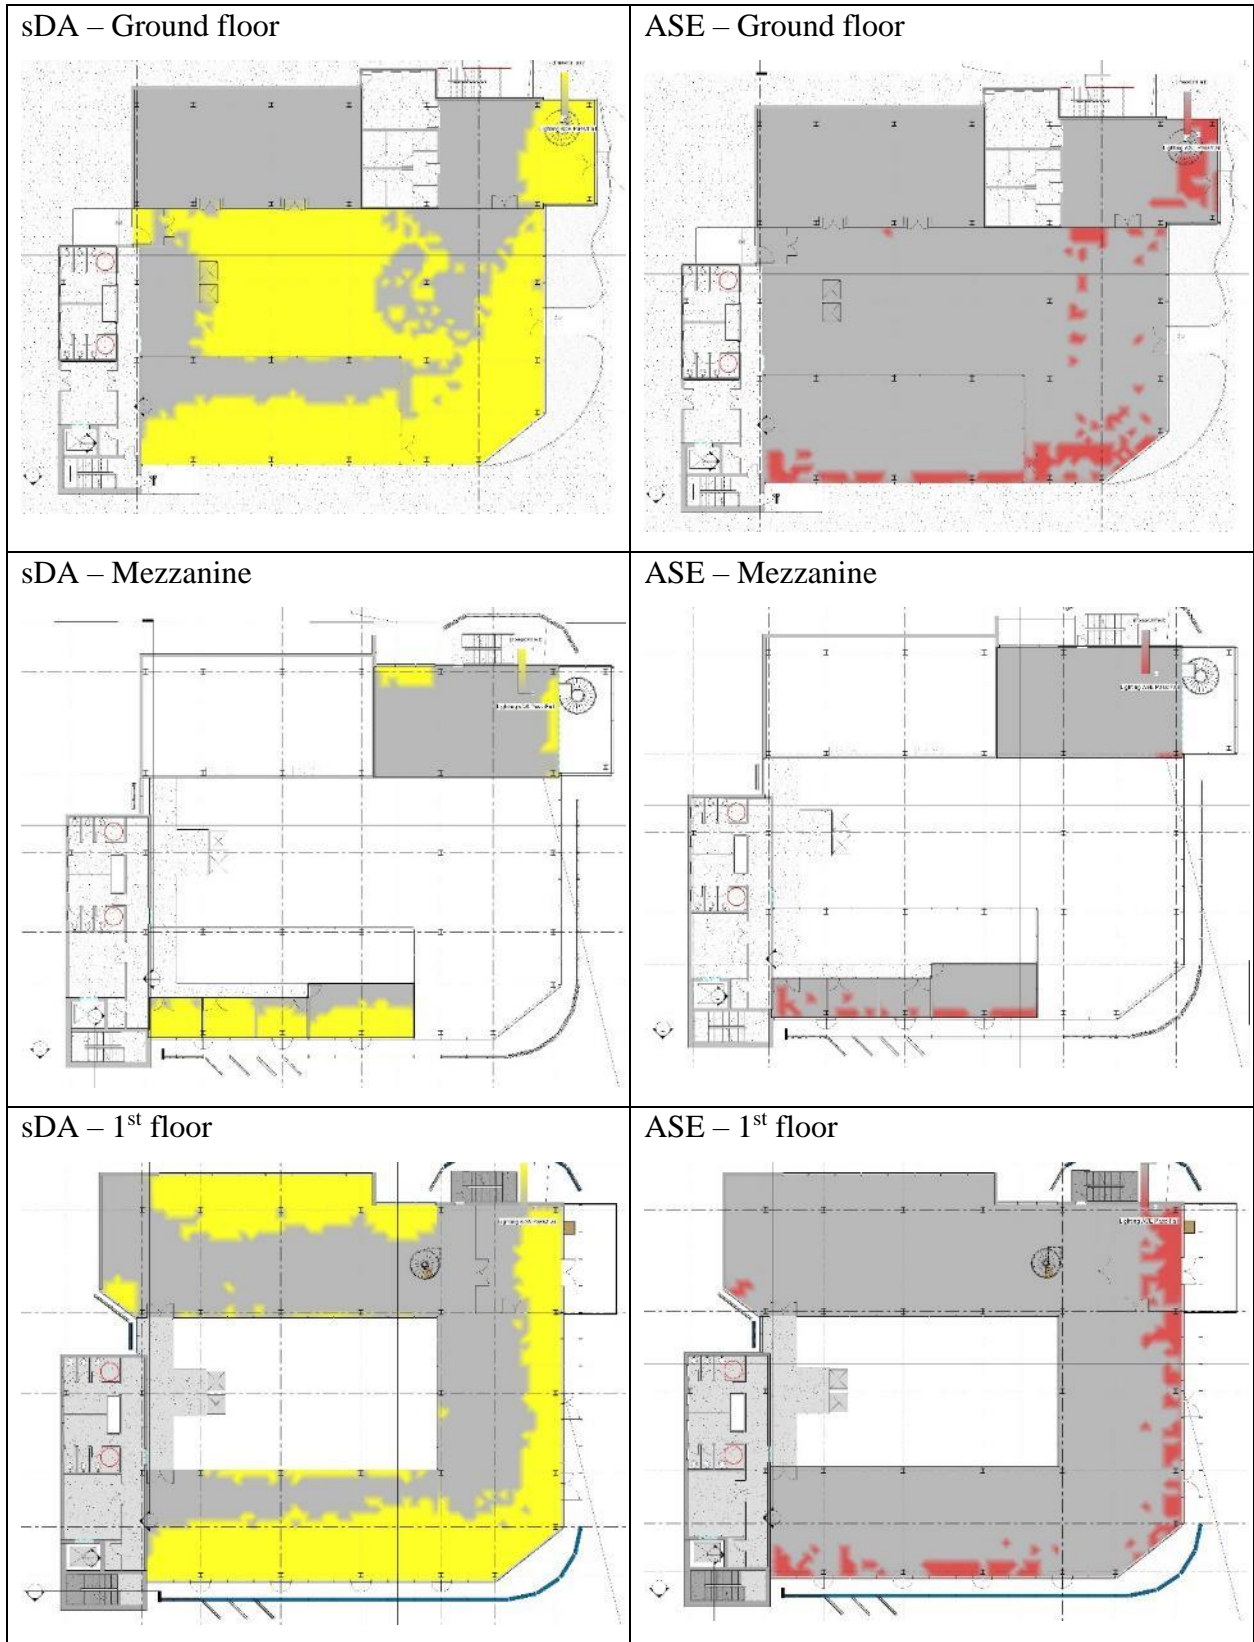 sDA – Ground floor
ASE – Ground floor
sDA – Mezzanine
ASE – Mezzanine
sDA – 1st floor
ASE – 1st floor